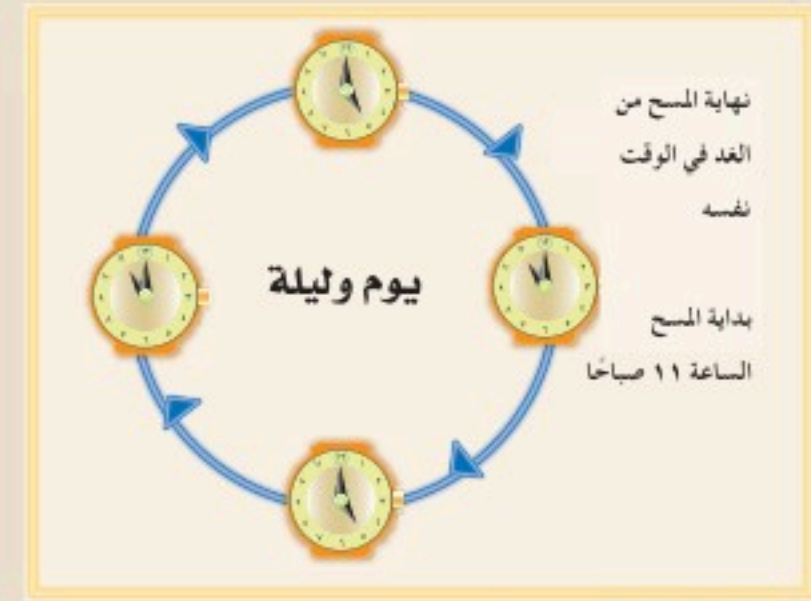 نهاية المسح من
الغد في الوقت
نفسه
يوم وليلة
بداية المسح
الساعة ١١ صباحًا